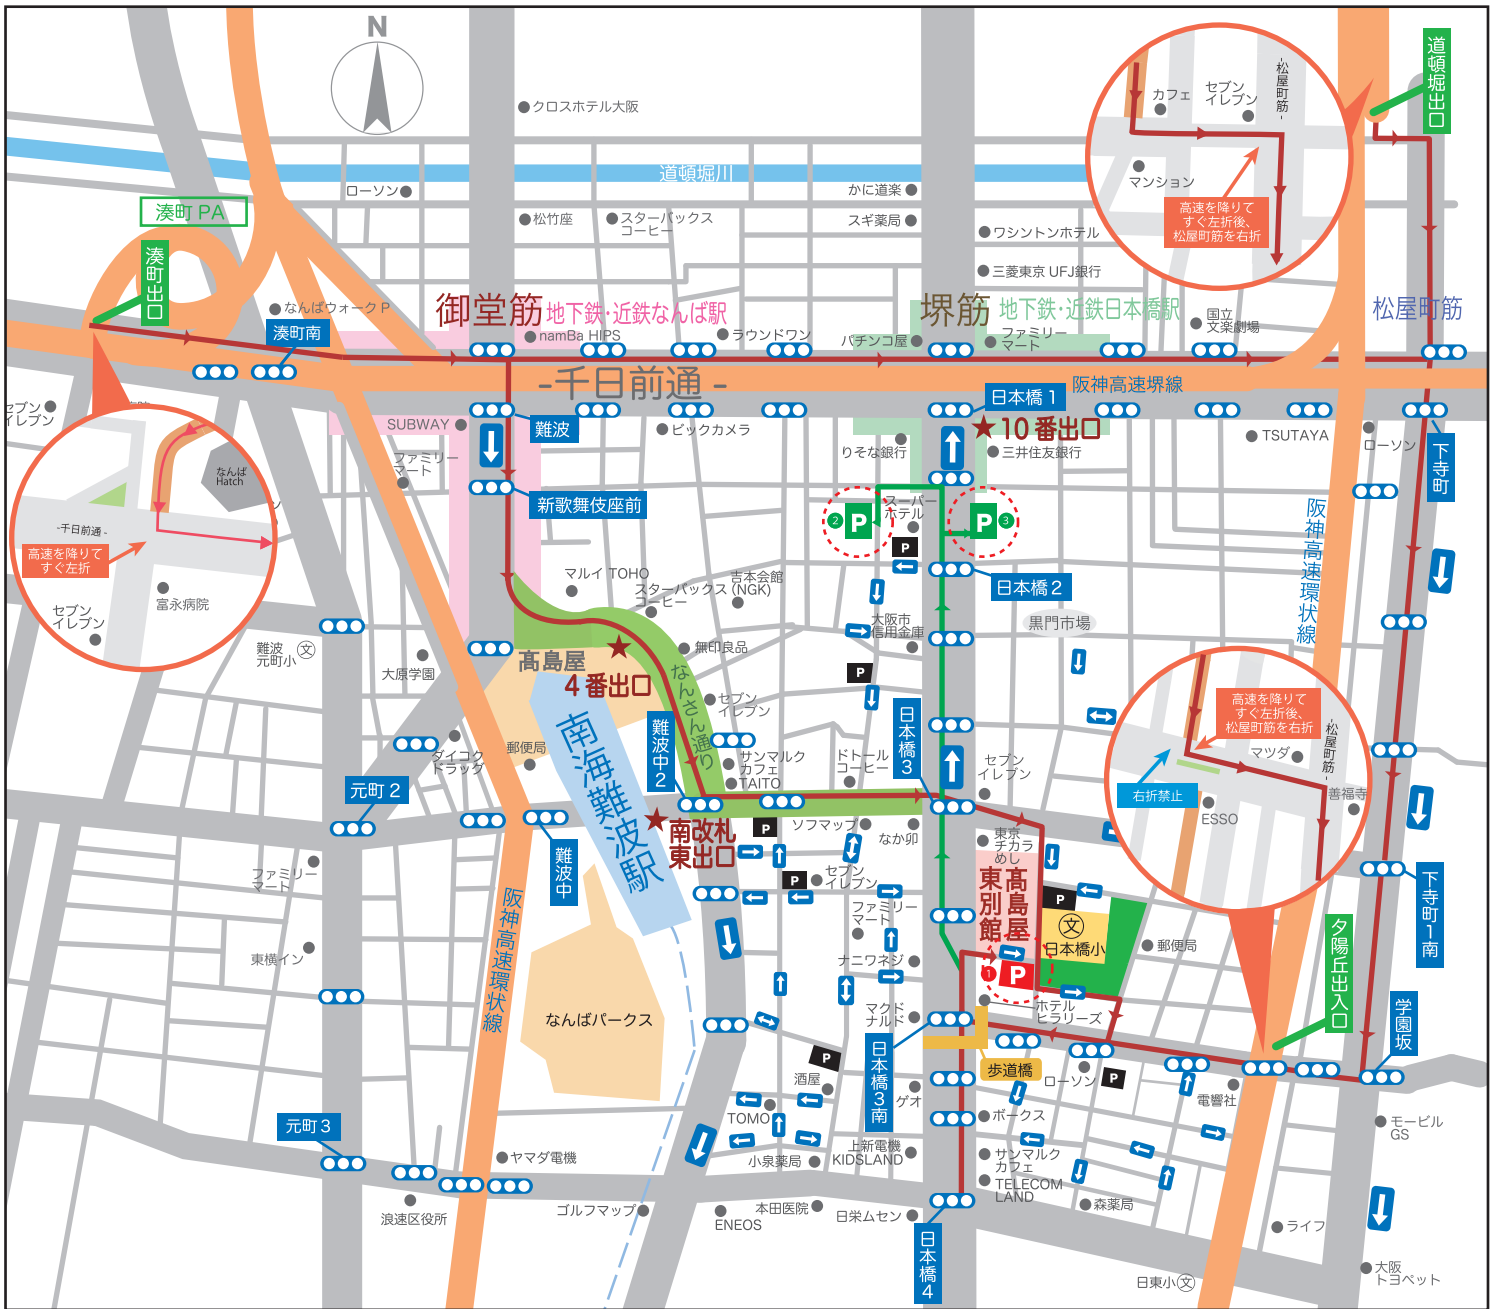 N
クロスホテル大阪
道頓堀出口
カフェ
セブン
イレブン
-松屋町筋-
マンション
高速を降りて
すぐ左折後、
松屋町筋を右折
道頓堀川
ローソン
かに道楽
湊町 PA
松竹座
スターバックス
コーヒー
スギ薬局
ワシントンホテル
湊町出口
三菱東京 UFJ銀行
なんばウォーク P
御堂筋
地下鉄・近鉄なんば駅
堺筋
地下鉄・近鉄日本橋駅
松屋町筋
湊町南
namBa HIPS
ラウンドワン
パチンコ屋
ファミリー
マート
国立
文楽劇場
-千日前通 -
阪神高速堺線
日本橋 1
セブン
イレブン
SUBWAY
難波
ビックカメラ
10 番出口
りそな銀行
三井住友銀行
TSUTAYA
ローソン
下寺町
ファミリー
マート
なんば
Hatch
新歌舞伎座前
スーパー
ホテル
2
P
P
3
P
阪神高速環状線
-千日前通 -
高速を降りて
すぐ左折
富永病院
セブン
イレブン
マルイ TOHO
スターバックス
コーヒー
吉本会館
(NGK)
日本橋 2
大阪市
信用金庫
黒門市場
難波
元町小
文
大原学園
髙島屋
4 番出口
無印良品
P
なんさん通り
セブン
イレブン
南海難波駅
難波中2
日本橋3
高速を降りて
すぐ左折後、
松屋町筋を右折
-松屋町筋-
マツダ
右折禁止
ESSO
善福寺
ダイコク
ドラッグ
郵便局
サンマルク
カフェ
TAITO
ドトール
コーヒー
セブン
イレブン
元町 2
難波中
南改札
東出口
P
ソフマップ
なか卯
東京
チカラ
めし
ファミリー
マート
P
セブン
イレブン
髙島屋
東別館
P
文
日本橋小
郵便局
下寺町1南
阪神高速環状線
ファミリー
マート
ナニワネジ
1
P
夕陽丘出入口
東横イン
なんばパークス
マクド
ナルド
ホテル
ヒラリーズ
学園坂
日本橋3南
歩道橋
P
酒屋
ゲオ
ローソン
P
電響社
TOMO
ボークス
モービル
GS
元町 3
ヤマダ電機
小泉薬局
上新電機
KIDSLAND
サンマルク
カフェ
TELECOM
LAND
浪速区役所
ゴルフマップ
ENEOS
本田医院
日栄ムセン
森薬局
ライフ
日本橋4
日東小
文
大阪
トヨペット